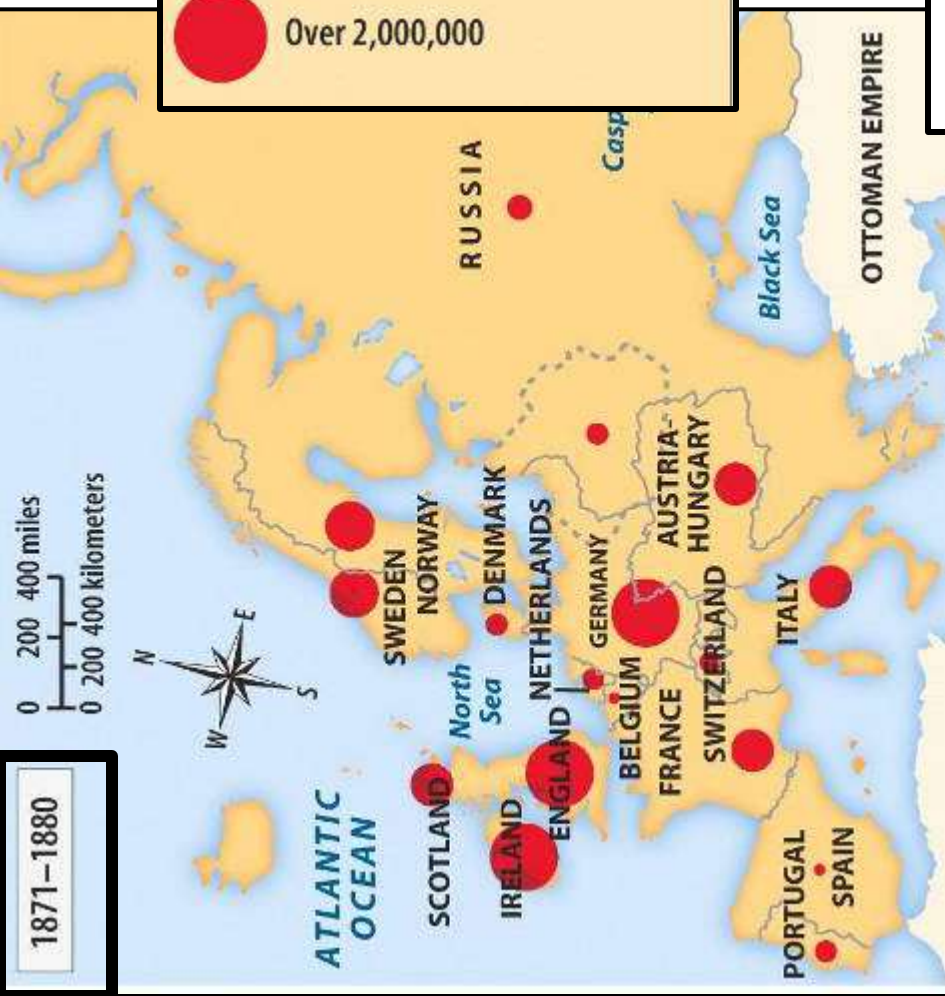 Over 2,000,000
1871–1880
0 200 400 miles
0 200 400 kilometers
N
E
S
W
ATLANTIC
OCEAN
North
Sea
Black Sea
Casp
RUSSIA
OTTOMAN EMPIRE
SWEDEN
NORWAY
DENMARK
NETHERLANDS
GERMANY
AUSTRIA-
HUNGARY
SCOTLAND
IRELAND
ENGLAND
BELGIUM
FRANCE
SWITZERLAND
ITALY
PORTUGAL
SPAIN